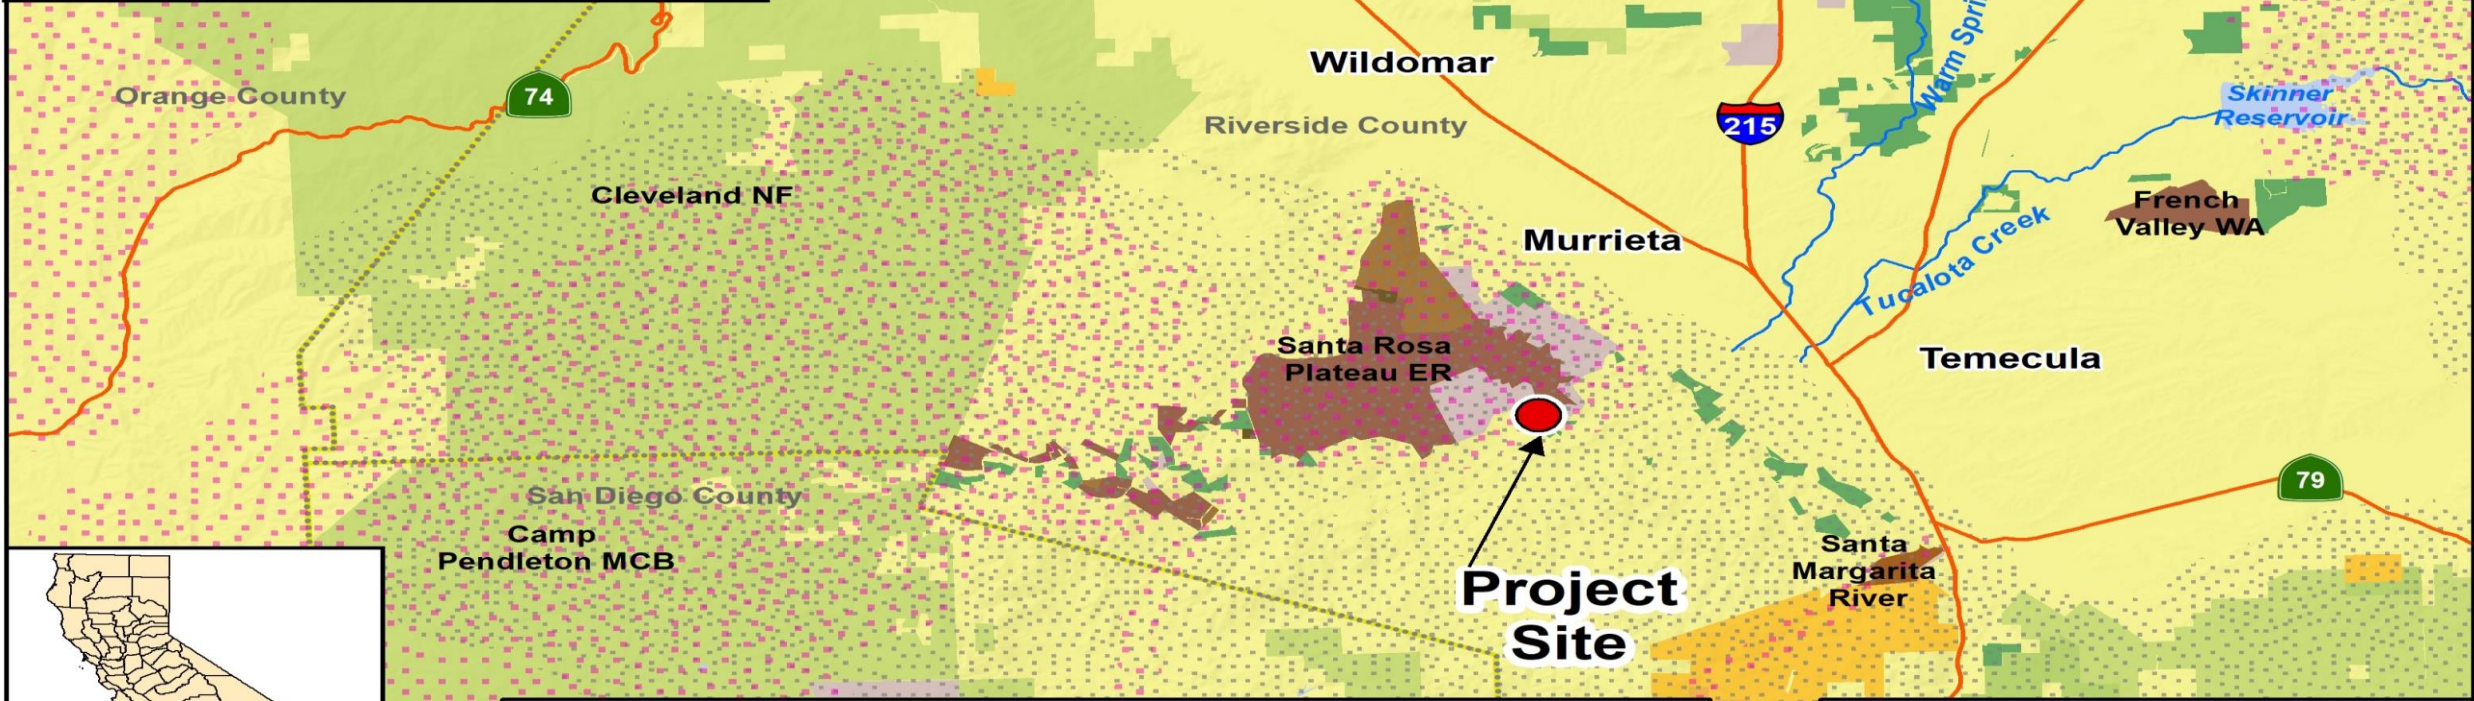 Wildomar
Warm Spri
Orange County
74
Skinner
Reservoir
Riverside County
215
Cleveland NF
French
Valley WA
Murrieta
Tucalota Creek
Santa Rosa
Plateau ER
Temecula
79
San Diego County
Camp
Pendleton MCB
Santa
Margarita
River
Project
Site